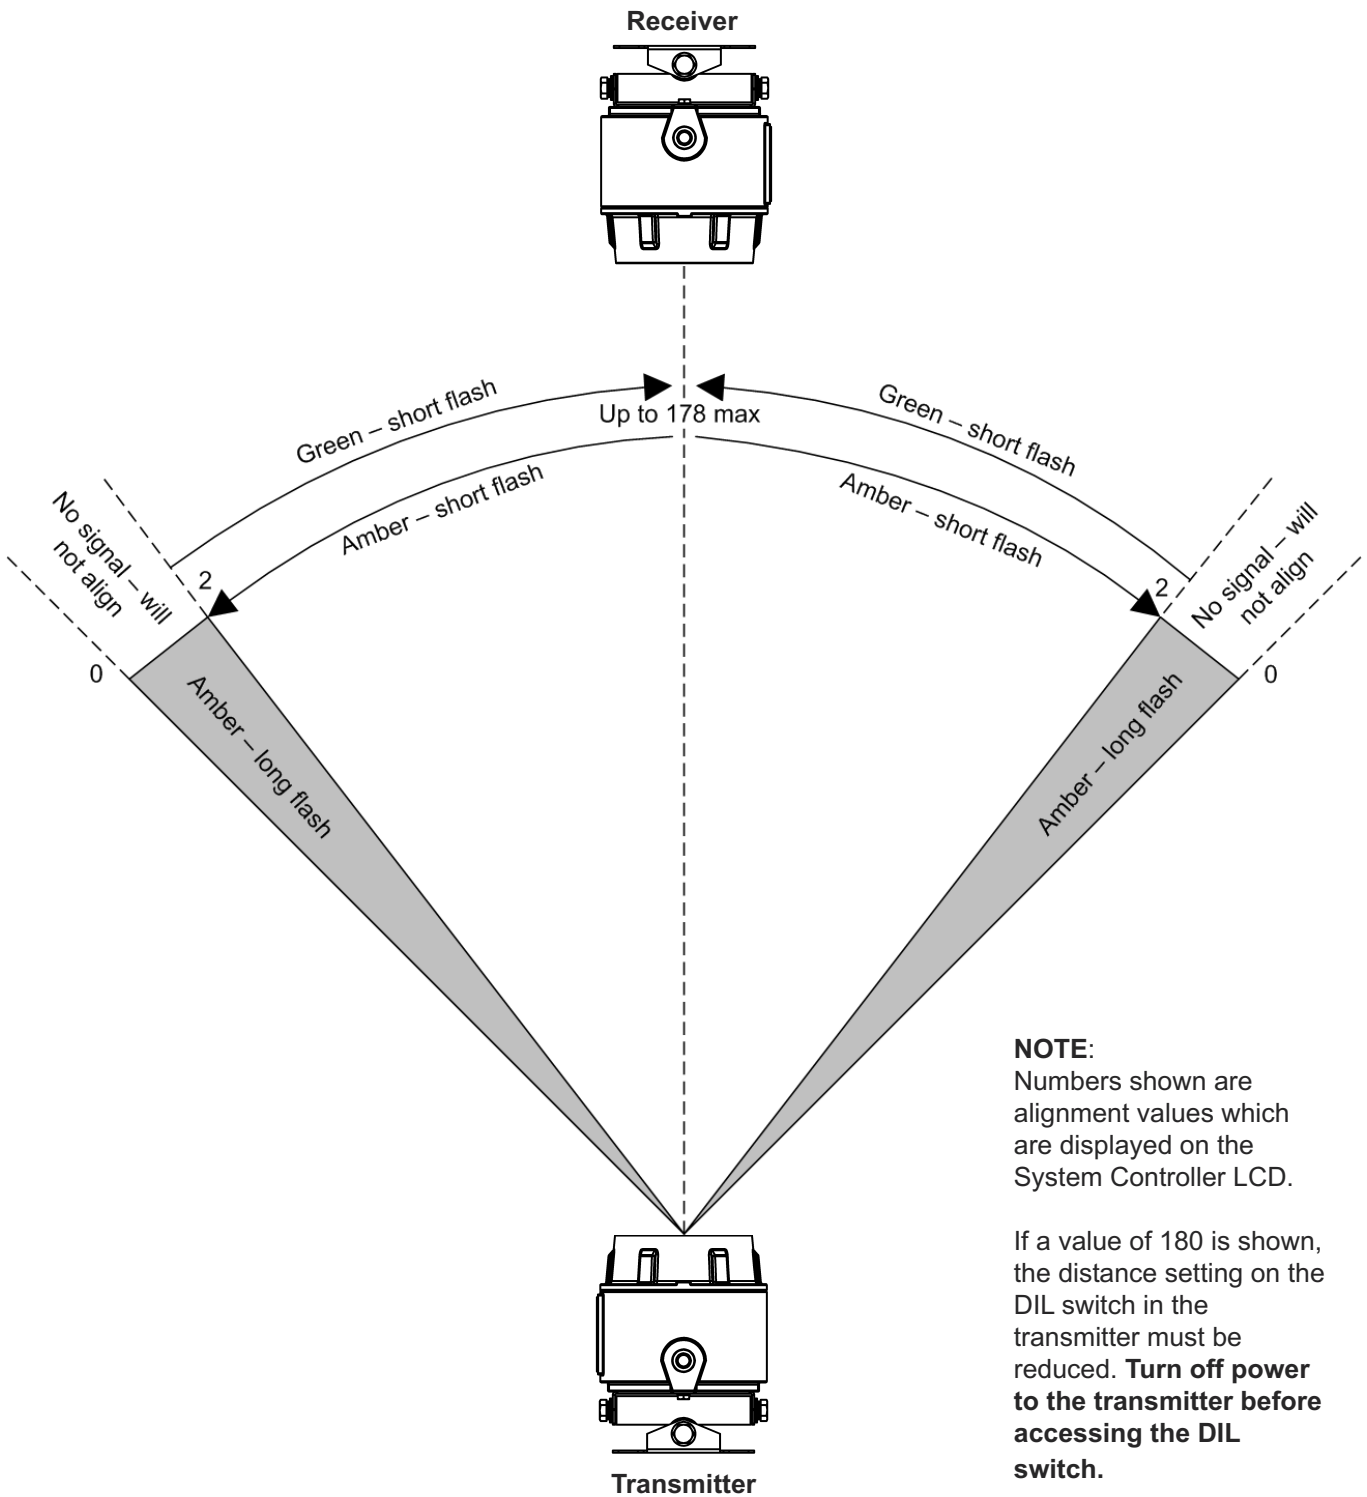 Receiver
Green – short flash
Green – short flash
Up to 178 max
Amber – short flash
Amber – short flash
No signal – will
not align
No signal – will
not align
2
2
0
0
Amber – long flash
Amber – long flash
NOTE:
Numbers shown are
alignment values which
are displayed on the
System Controller LCD.
If a value of 180 is shown,
the distance setting on the
DIL switch in the
transmitter must be
reduced. Turn off power
to the transmitter before
accessing the DIL
switch.
Transmitter